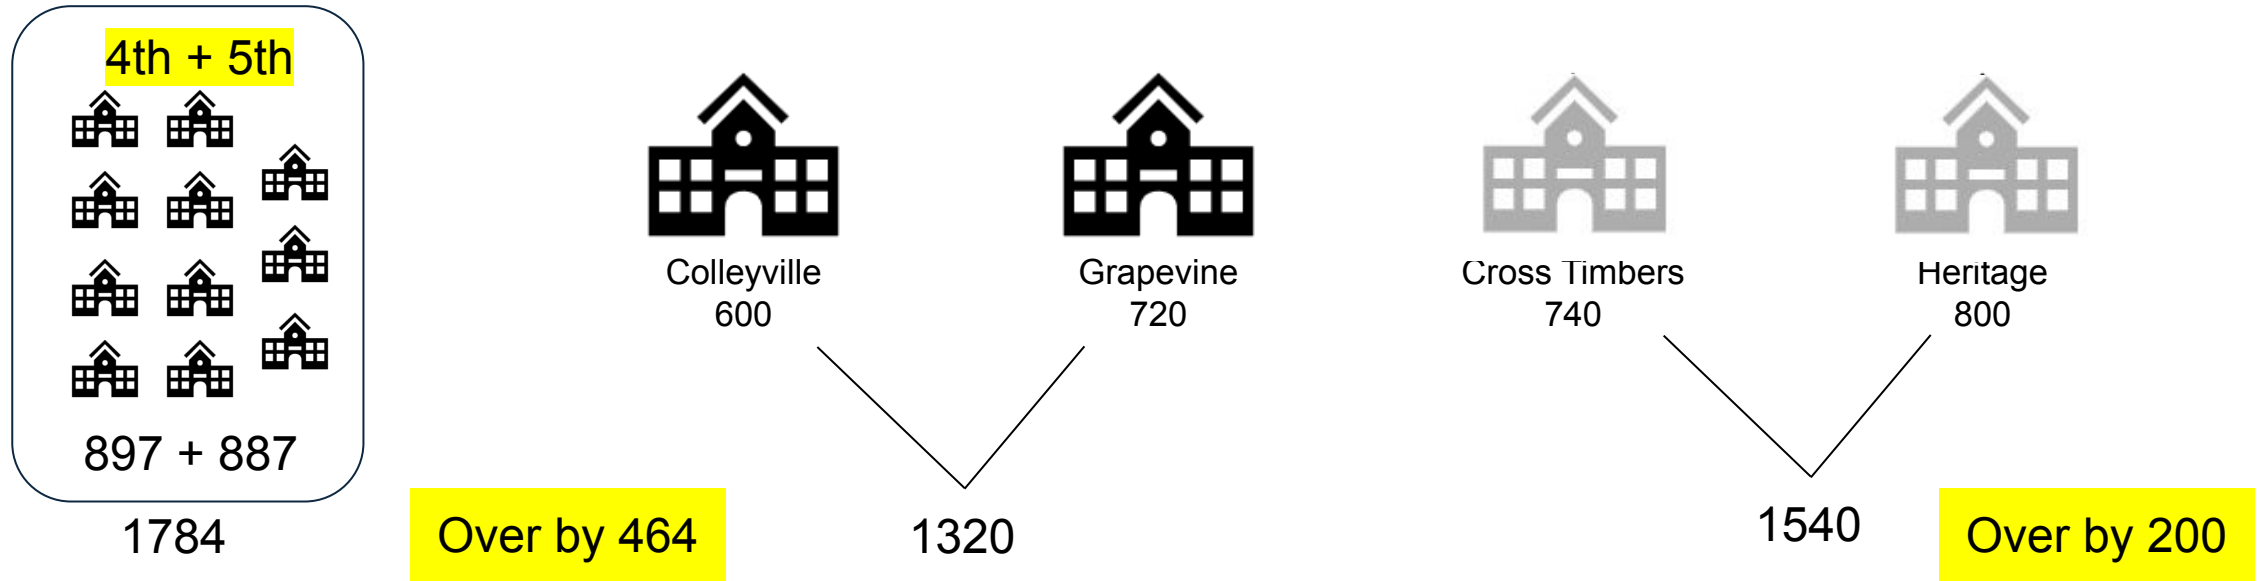 4th + 5th
897 + 887
1784
Over by 464
Colleyville
600
Grapevine
720
1320
Cross Timbers
740
Heritage
800
1540
Over by 200